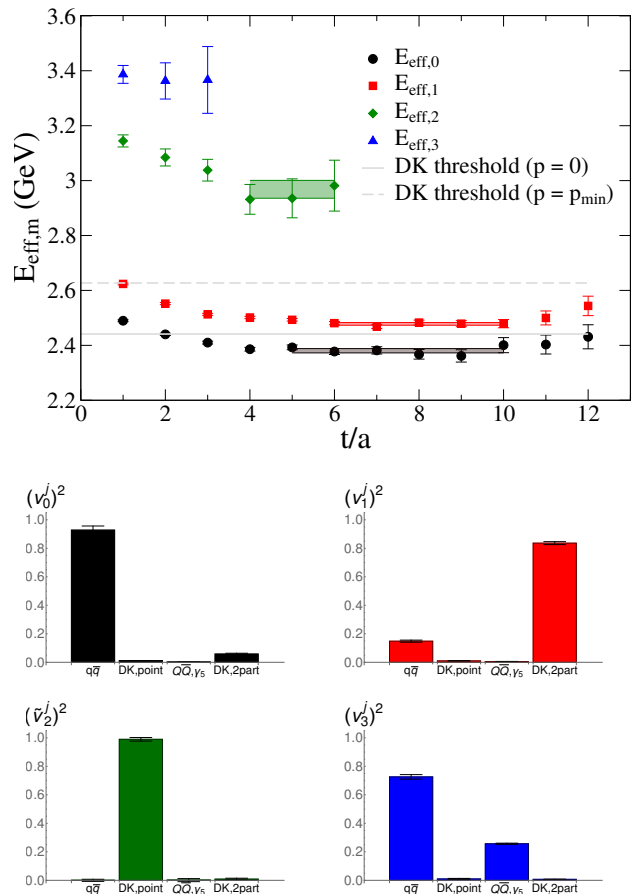 3.4
3.2
3
2.8
2.6
2.4
2.2
E_eff,m (GeV)
0 2 4 6 8 10 12
t/a
E_eff,0
E_eff,1
E_eff,2
E_eff,3
DK threshold (p = 0)
DK threshold (p = p_min)
(v_0^j)^2
1.0
0.8
0.6
0.4
0.2
0.0
qq̅ DK,point QQ̅,γ_5 DK,2part
(v_1^j)^2
1.0
0.8
0.6
0.4
0.2
0.0
qq̅ DK,point QQ̅,γ_5 DK,2part
(ṽ_2^j)^2
1.0
0.8
0.6
0.4
0.2
0.0
qq̅ DK,point QQ̅,γ_5 DK,2part
(v_3^j)^2
1.0
0.8
0.6
0.4
0.2
0.0
qq̅ DK,point QQ̅,γ_5 DK,2part